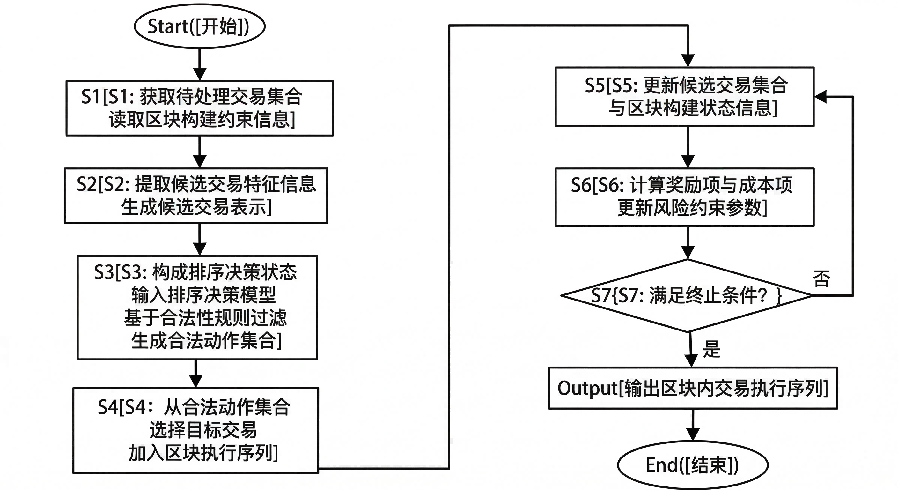 Start([开始])
S1[S1: 获取待处理交易集合
读取区块构建约束信息]
S2[S2: 提取候选交易特征信息
生成候选交易表示]
S3[S3: 构成排序决策状态
输入排序决策模型
基于合法性规则过滤
生成合法动作集合]
S4[S4：从合法动作集合
选择目标交易
加入区块执行序列]
S5[S5: 更新候选交易集合
与区块构建状态信息]
S6[S6: 计算奖励项与成本项
更新风险约束参数]
S7{S7: 满足终止条件? }
否
是
Output[输出区块内交易执行序列]
End([结束])